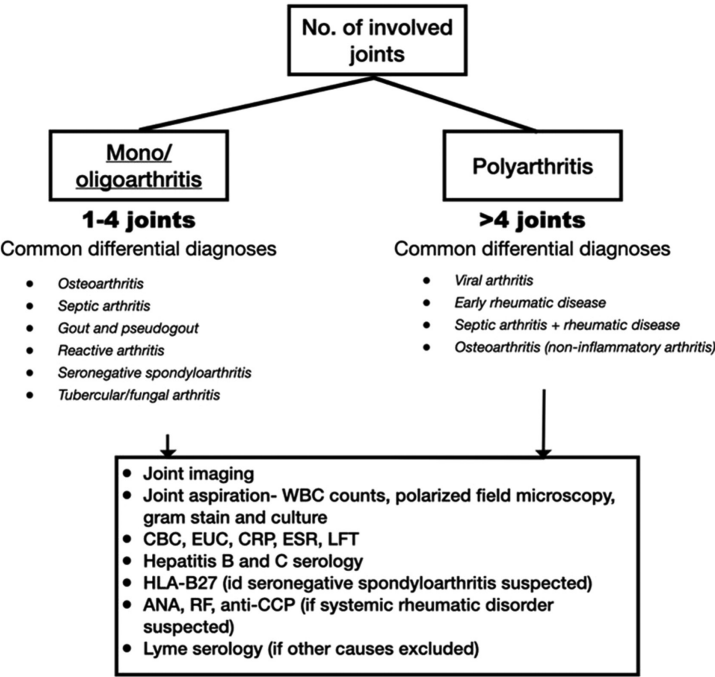 No. of involved
joints
Mono/
oligoarthritis
1-4 joints
Common differential diagnoses
• Osteoarthritis
• Septic arthritis
• Gout and pseudogout
• Reactive arthritis
• Seronegative spondyloarthritis
• Tubercular/fungal arthritis
Polyarthritis
>4 joints
Common differential diagnoses
• Viral arthritis
• Early rheumatic disease
• Septic arthritis + rheumatic disease
• Osteoarthritis (non-inflammatory arthritis)
• Joint imaging
• Joint aspiration- WBC counts, polarized field microscopy,
gram stain and culture
• CBC, EUC, CRP, ESR, LFT
• Hepatitis B and C serology
• HLA-B27 (id seronegative spondyloarthritis suspected)
• ANA, RF, anti-CCP (if systemic rheumatic disorder
suspected)
• Lyme serology (if other causes excluded)